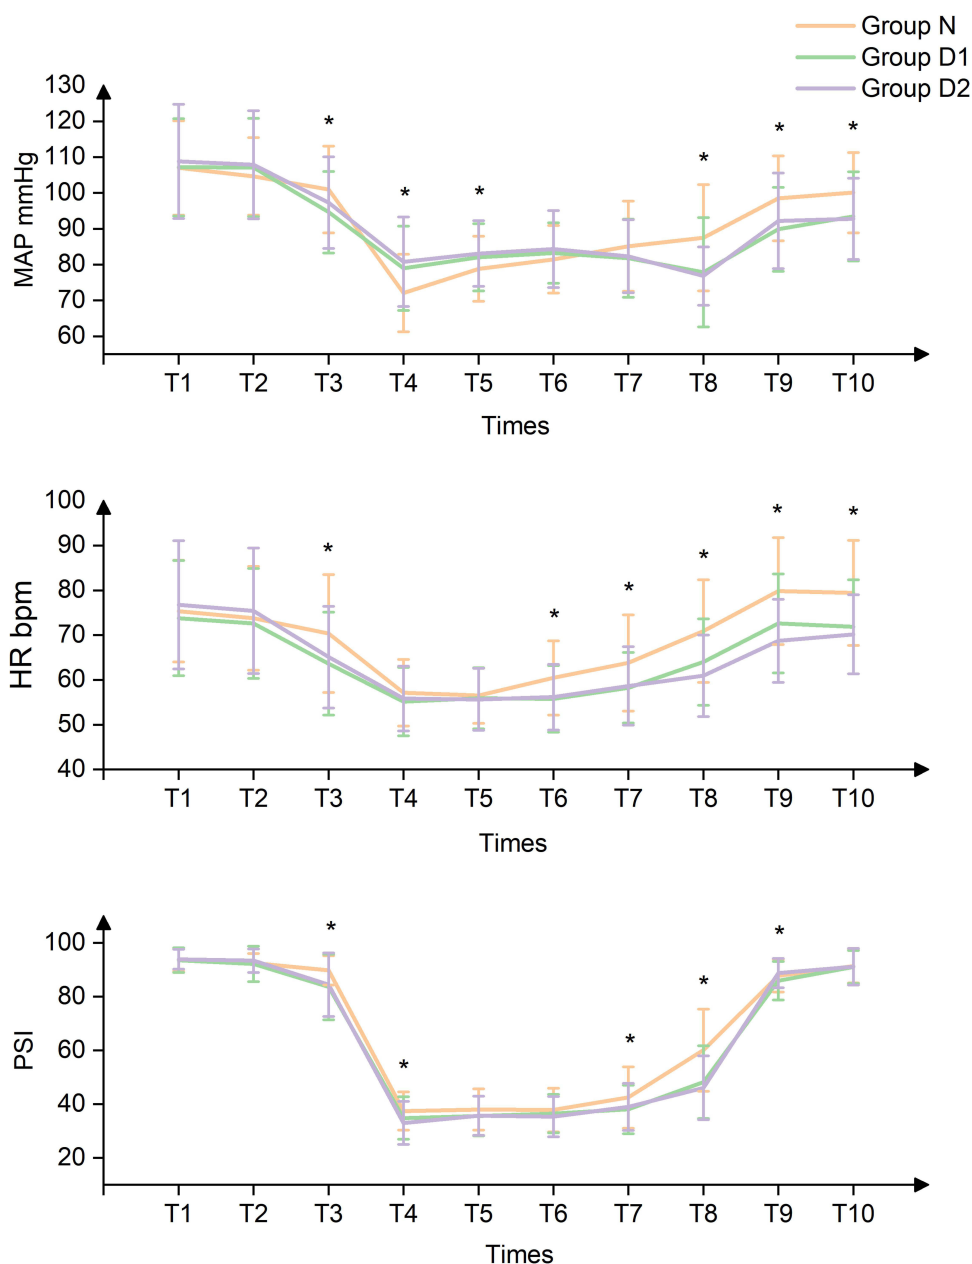 Group N
Group D1
Group D2
130
120
110
100
90
80
70
60
MAP mmHg
* * * * * *
T1 T2 T3 T4 T5 T6 T7 T8 T9 T10
Times
100
90
80
70
60
50
40
HR bpm
* * * * * *
T1 T2 T3 T4 T5 T6 T7 T8 T9 T10
Times
100
80
60
40
20
PSI
* * * * *
T1 T2 T3 T4 T5 T6 T7 T8 T9 T10
Times